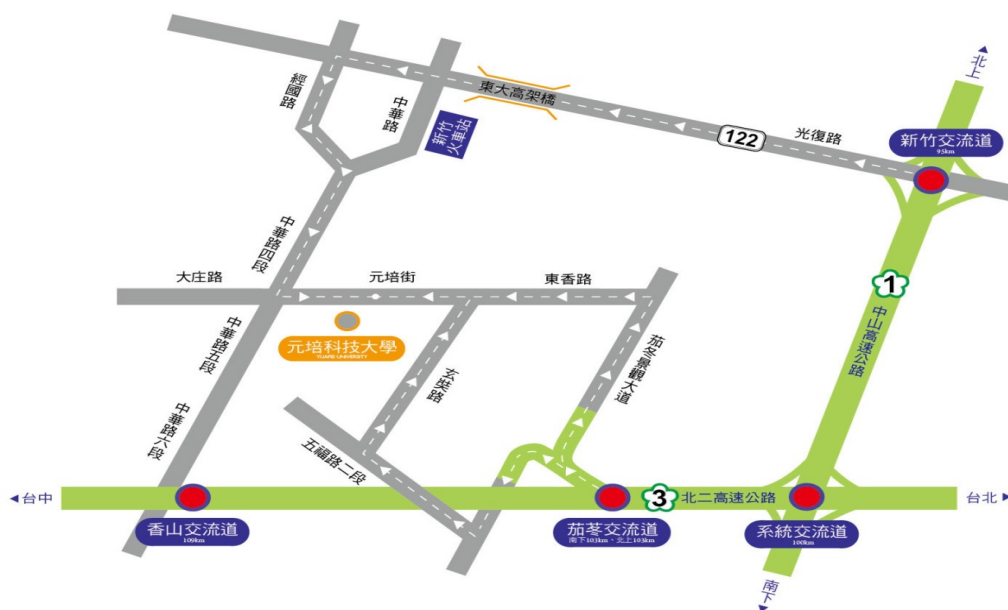 北上
經國路
中華路
東大高架橋
新竹
火車站
122
光復路
新竹交流道
95km
中華路四段
大庄路
元培街
東香路
1
中山高速公路
元培科技大學
YUANPEI UNIVERSITY
茄冬景觀大道
玄奘路
中華路五段
中華路六段
五福路二段
台中
3
北二高速公路
台北
香山交流道
109km
茄苳交流道
南下103km、北上103km
系統交流道
100km
南下